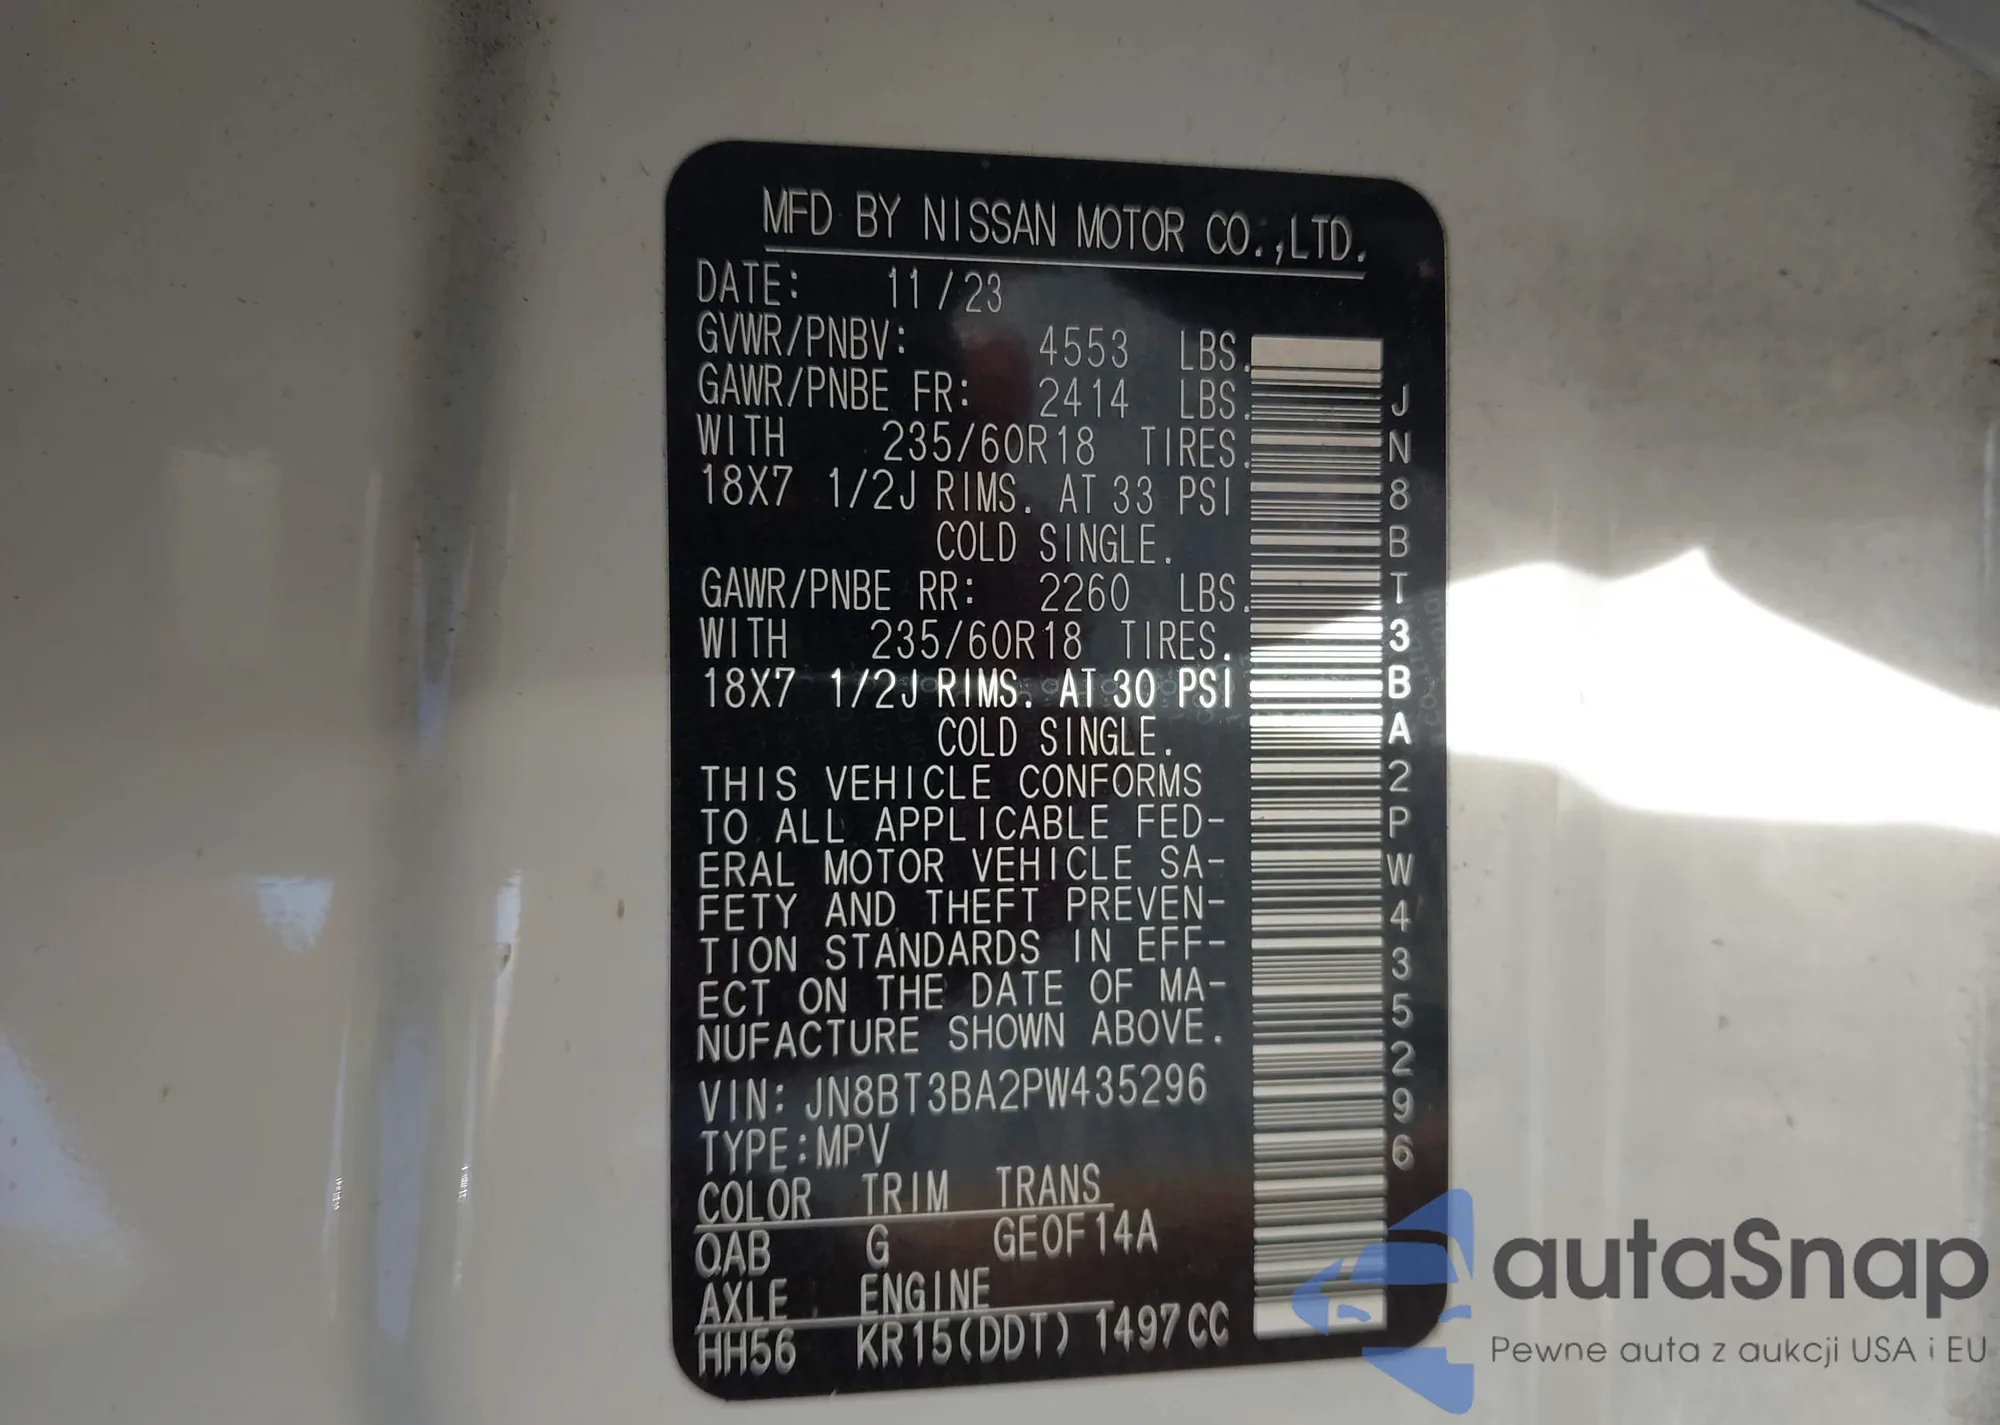 MFD BY NISSAN MOTOR CO.,LTD.
DATE: 11/23
GVWR/PNBV: 4553 LBS.
GAWR/PNBE FR: 2414 LBS.
WITH 235/60R18 TIRES.
18X7 1/2J RIMS. AT 33 PSI
COLD SINGLE.
GAWR/PNBE RR: 2260 LBS.
WITH 235/60R18 TIRES.
18X7 1/2J RIMS. AT 30 PSI
COLD SINGLE.
THIS VEHICLE CONFORMS
TO ALL APPLICABLE FED-
ERAL MOTOR VEHICLE SA-
FETY AND THEFT PREVEN-
TION STANDARDS IN EFF-
ECT ON THE DATE OF MA-
NUFACTURE SHOWN ABOVE.
VIN: JN8BT3BA2PW435296
TYPE:MPV
COLOR TRIM TRANS
QAB G GE0F14A
AXLE ENGINE
HH56 KR15(DDT) 1497CC
JN8BT3BA2PW435296
autaSnap
Pewne auta z aukcji USA i EU